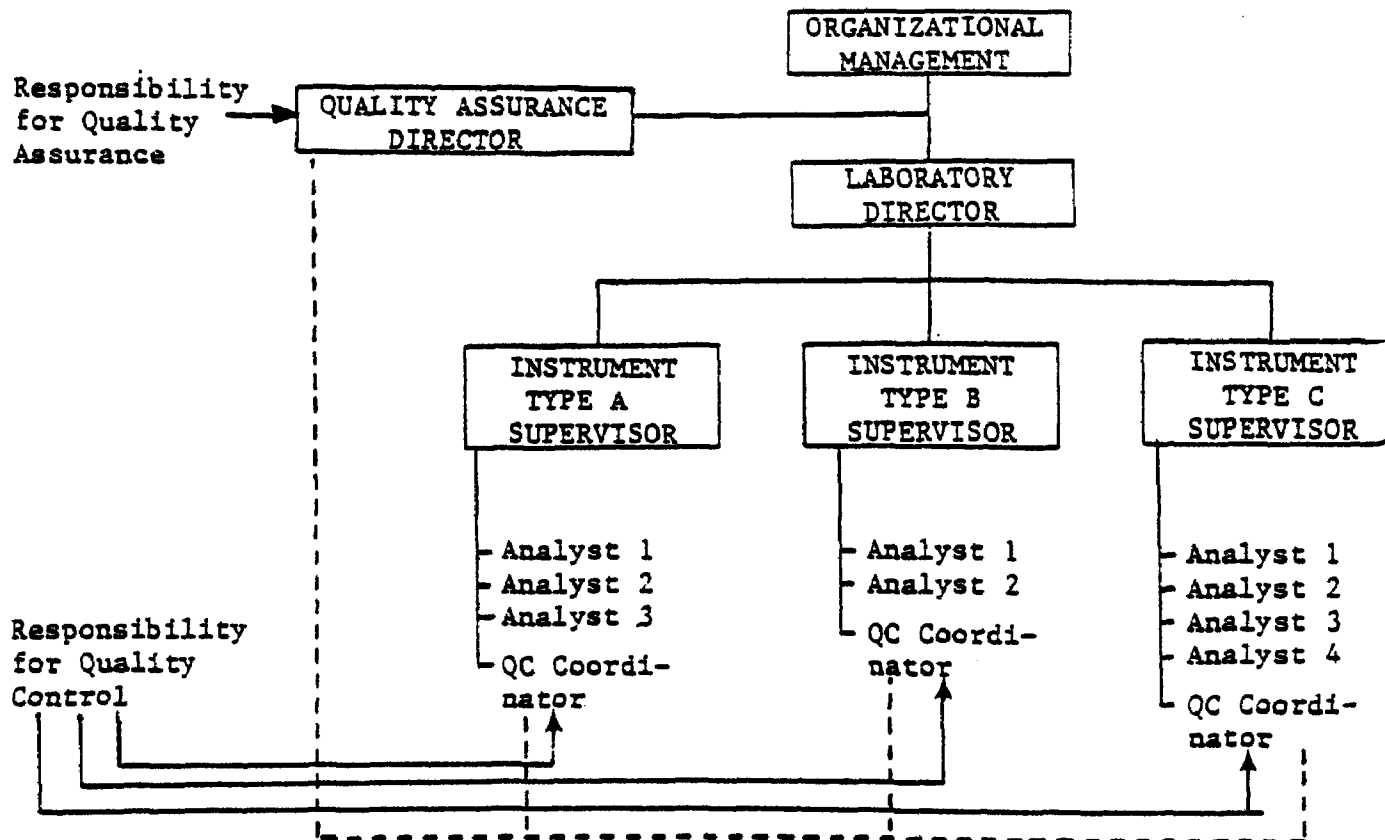 ORGANIZATIONAL
MANAGEMENT
Responsibility
for Quality
Assurance
QUALITY ASSURANCE
DIRECTOR
LABORATORY
DIRECTOR
INSTRUMENT
TYPE A
SUPERVISOR
Analyst 1
Analyst 2
Analyst 3
QC Coordi-
nator
INSTRUMENT
TYPE B
SUPERVISOR
Analyst 1
Analyst 2
QC Coordi-
nator
INSTRUMENT
TYPE C
SUPERVISOR
Analyst 1
Analyst 2
Analyst 3
Analyst 4
QC Coordi-
nator
Responsibility
for Quality
Control